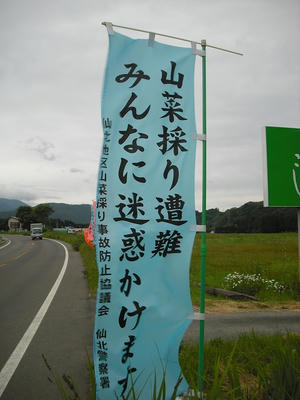 山菜採り遭難
みんなに迷惑かけます
仙北地区山菜採り事故防止協議会 仙北警察署